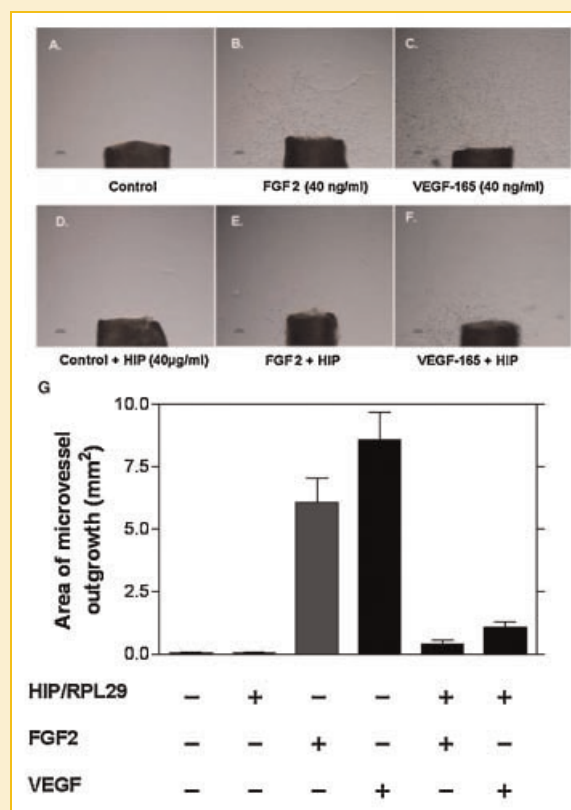 A. B. C.
Control FGF2 (40 ng/ml) VEGF-165 (40 ng/ml)
D. E. F.
Control + HIP (40µg/ml) FGF2 + HIP VEGF-165 + HIP
G
Area of microvessel
outgrowth (mm²)
10.0
7.5
5.0
2.5
0.0
HIP/RPL29 − + − − + +
FGF2 − − + − + −
VEGF − − − + − +